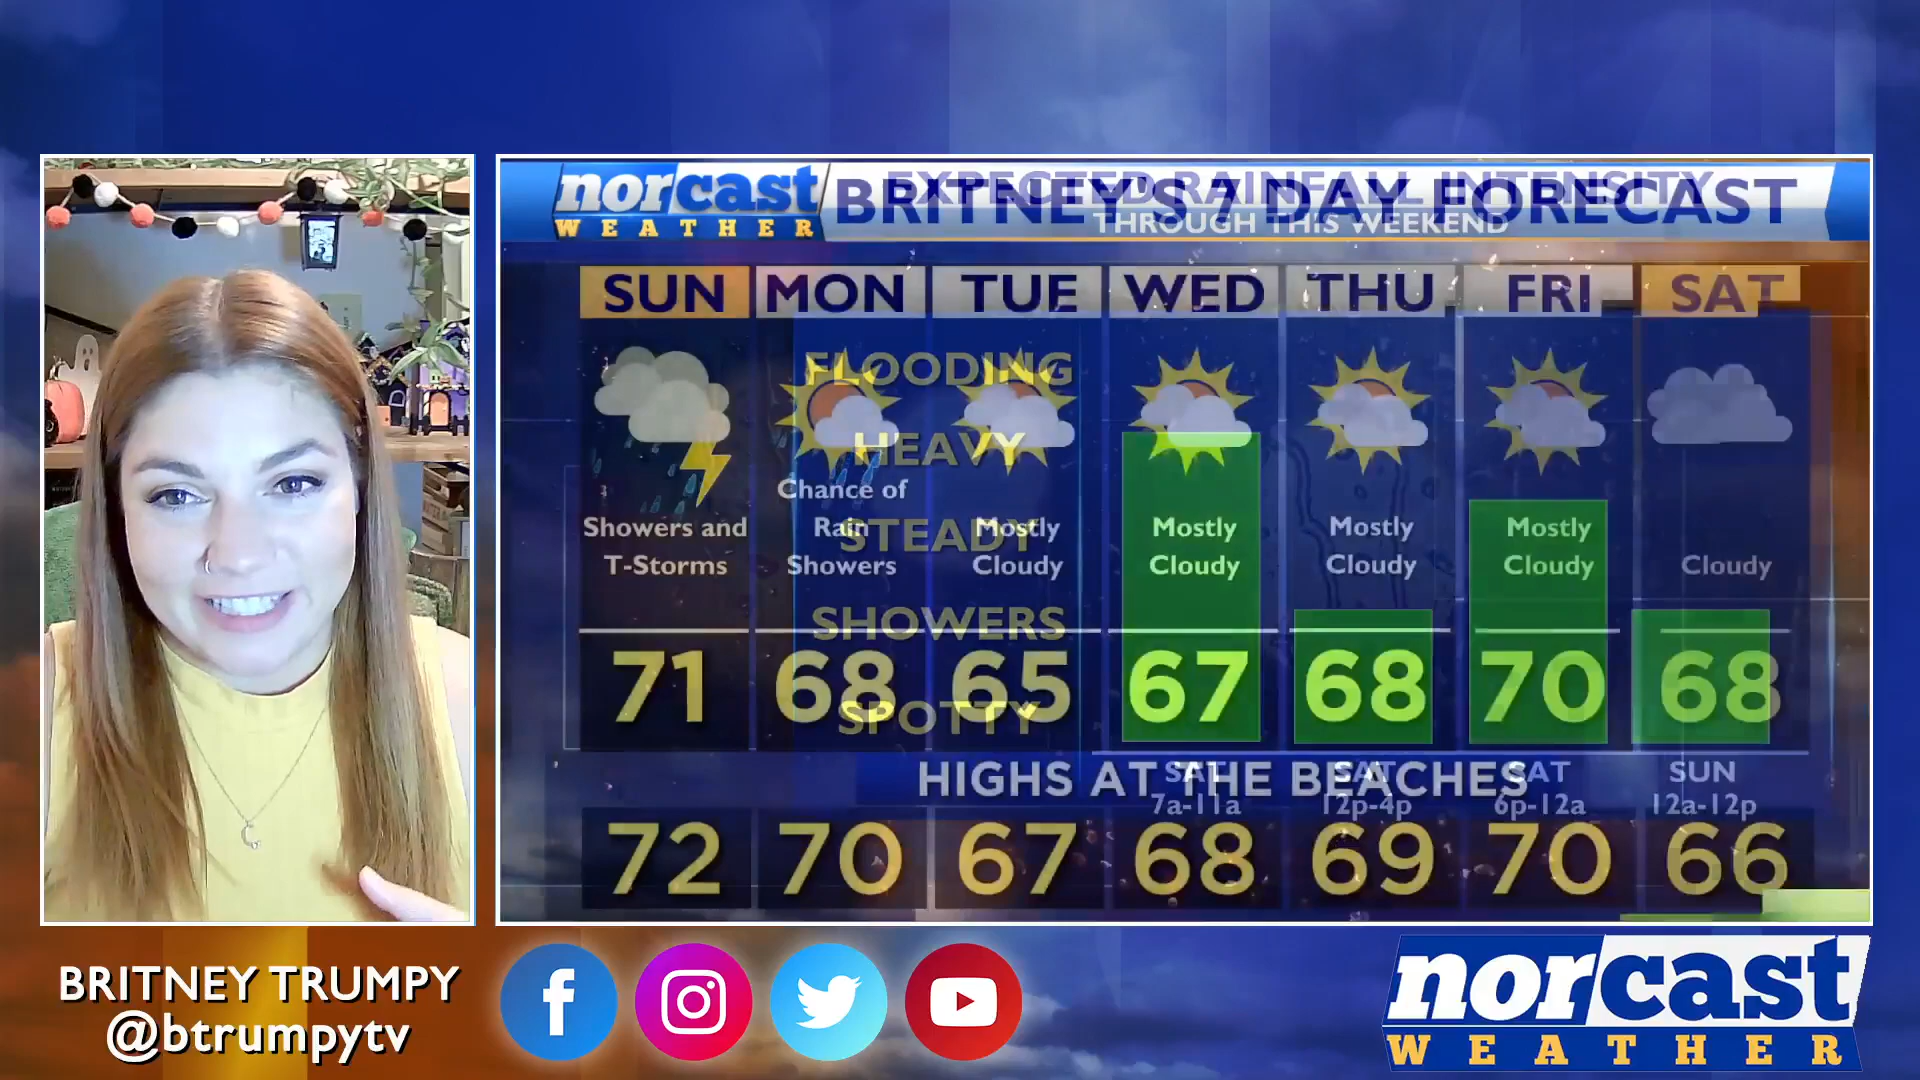 norcast
WEATHER
EXPECTED RAINFALL INTENSITY
THROUGH THIS WEEKEND
BRITNEY'S 7 DAY FORECAST
SUN MON TUE WED THU FRI SAT
FLOODING
HEAVY
STEADY
SHOWERS
SPOTTY
Showers and
T-Storms
Chance of
Rain
Showers
Mostly
Cloudy
Mostly
Cloudy
Mostly
Cloudy
Mostly
Cloudy
Cloudy
71 68 65 67 68 70 68
HIGHS AT THE BEACHES
SAT SAT SAT SUN
7a-11a 12p-4p 6p-12a 12a-12p
72 70 67 68 69 70 66
BRITNEY TRUMPY
@btrumpytv
norcast
WEATHER